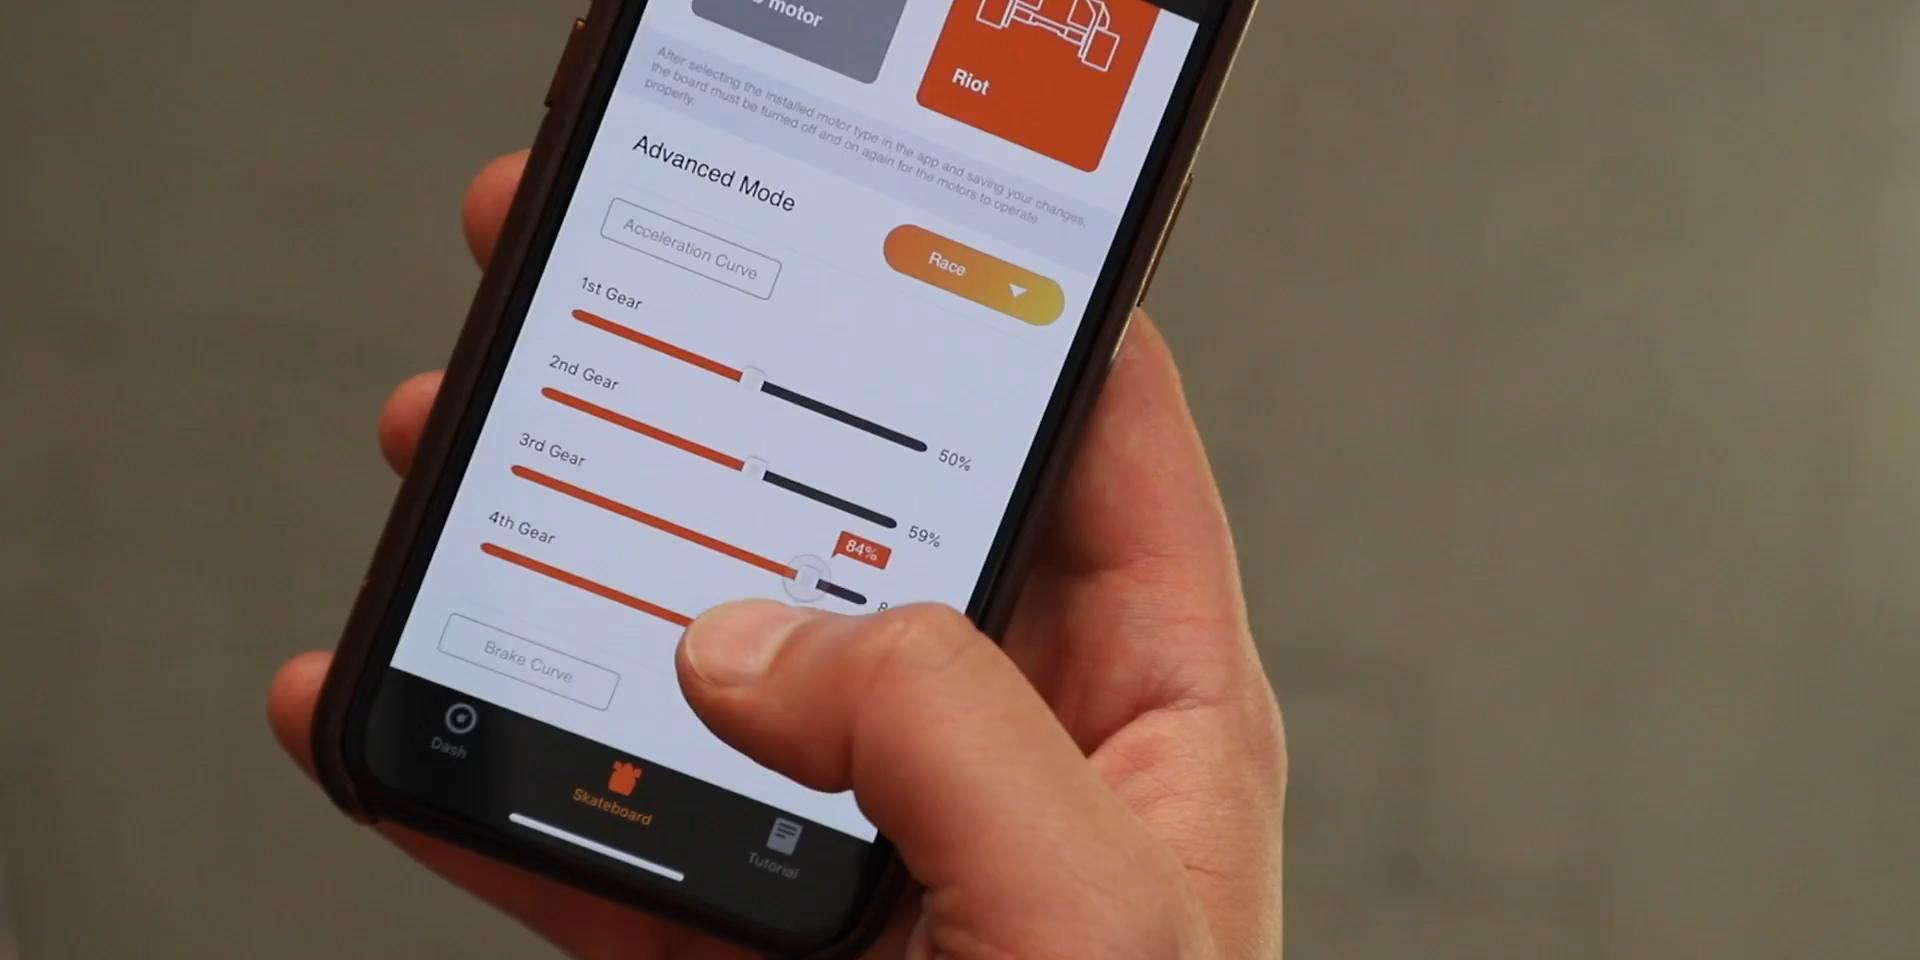 motor
Riot
After selecting the installed motor type in the app and saving your changes,
the board must be turned off and on again for the motors to operate
properly.
Advanced Mode
Race
Acceleration Curve
1st Gear
50%
2nd Gear
59%
3rd Gear
84%
8
4th Gear
Brake Curve
Dash
Skateboard
Tutorial